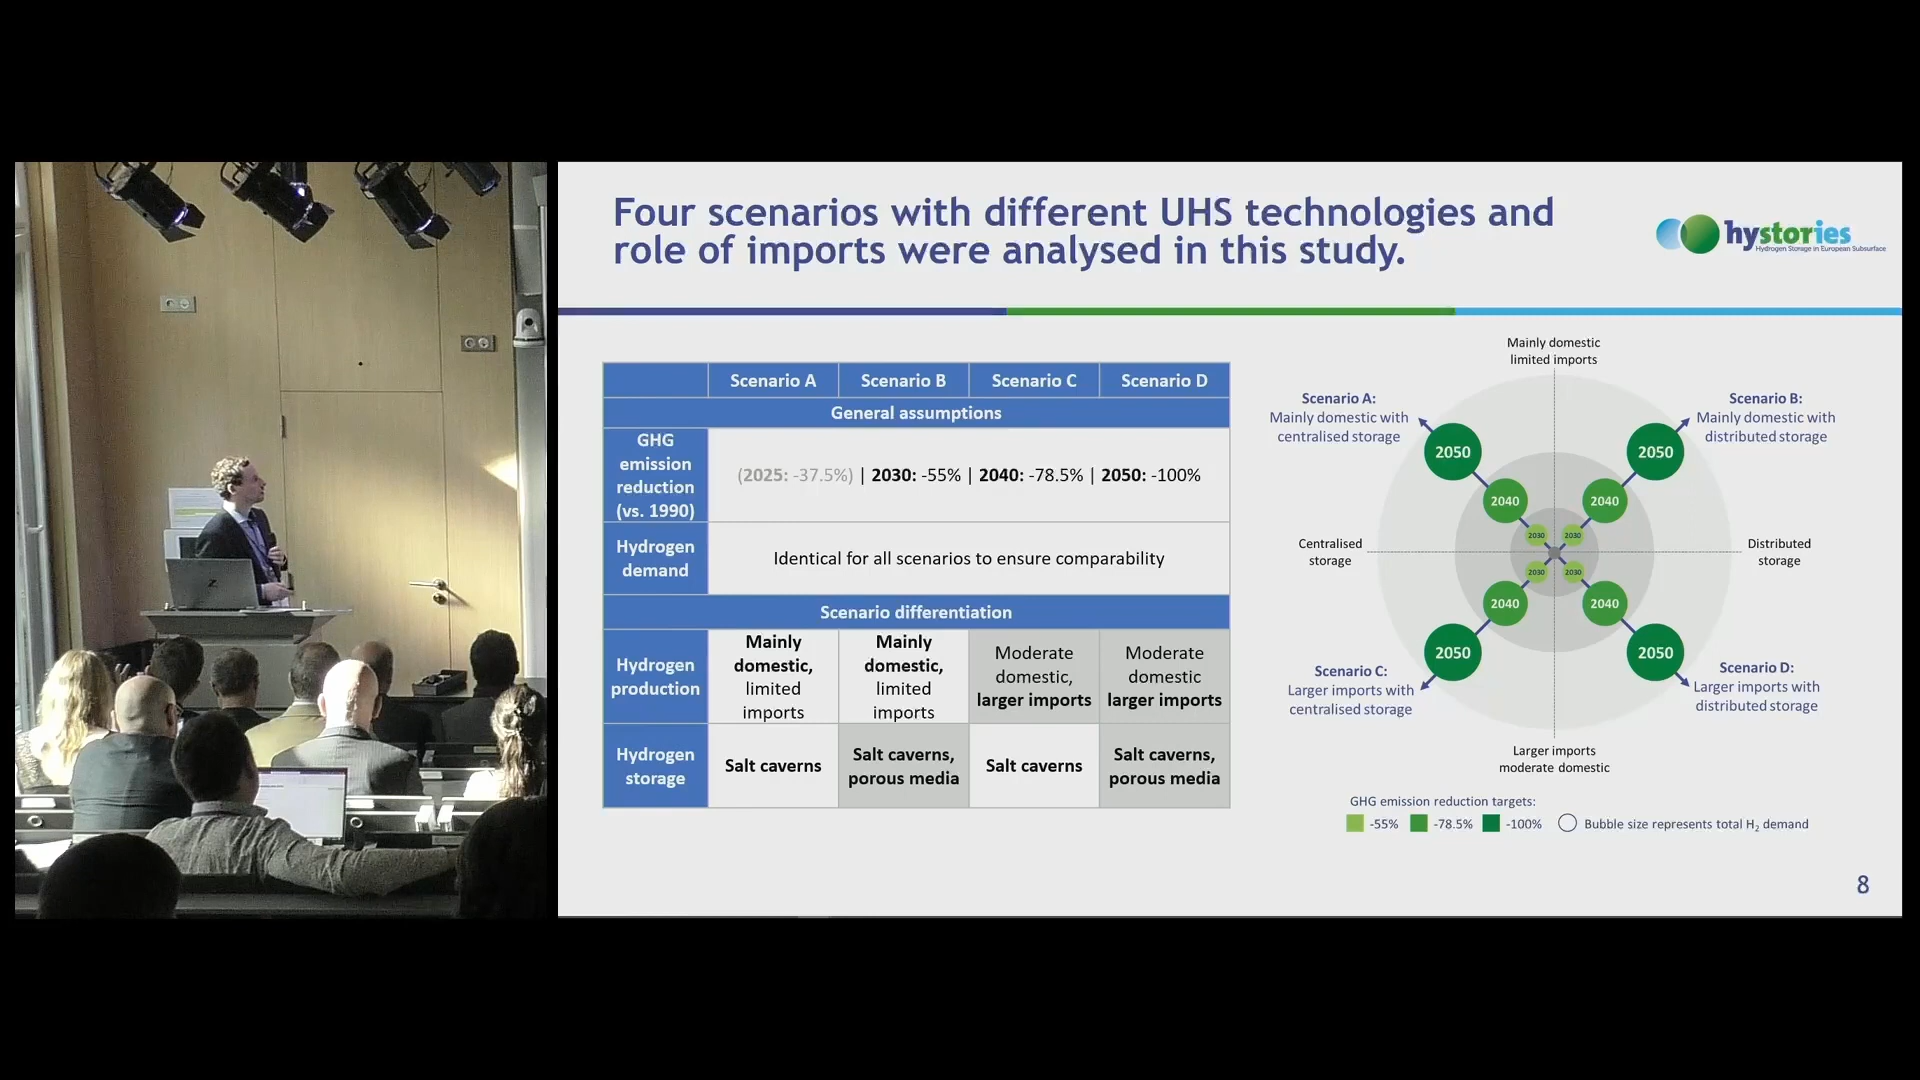 Four scenarios with different UHS technologies and
role of imports were analysed in this study.
hystories
Hydrogen Storage in European Subsurface
Scenario A
Scenario B
Scenario C
Scenario D
General assumptions
GHG
emission
reduction
(vs. 1990)
(2025: -37.5%) | 2030: -55% | 2040: -78.5% | 2050: -100%
Hydrogen
demand
Identical for all scenarios to ensure comparability
Scenario differentiation
Hydrogen
production
Mainly
domestic,
limited
imports
Mainly
domestic,
limited
imports
Moderate
domestic,
larger imports
Moderate
domestic
larger imports
Hydrogen
storage
Salt caverns
Salt caverns,
porous media
Salt caverns
Salt caverns,
porous media
Mainly domestic
limited imports
Scenario A:
Mainly domestic with
centralised storage
Scenario B:
Mainly domestic with
distributed storage
2050
2050
2040
2040
2030
2030
Centralised
storage
Distributed
storage
2030
2030
2040
2040
2050
2050
Scenario C:
Larger imports with
centralised storage
Scenario D:
Larger imports with
distributed storage
Larger imports
moderate domestic
GHG emission reduction targets:
-55% -78.5% -100% Bubble size represents total H₂ demand
8